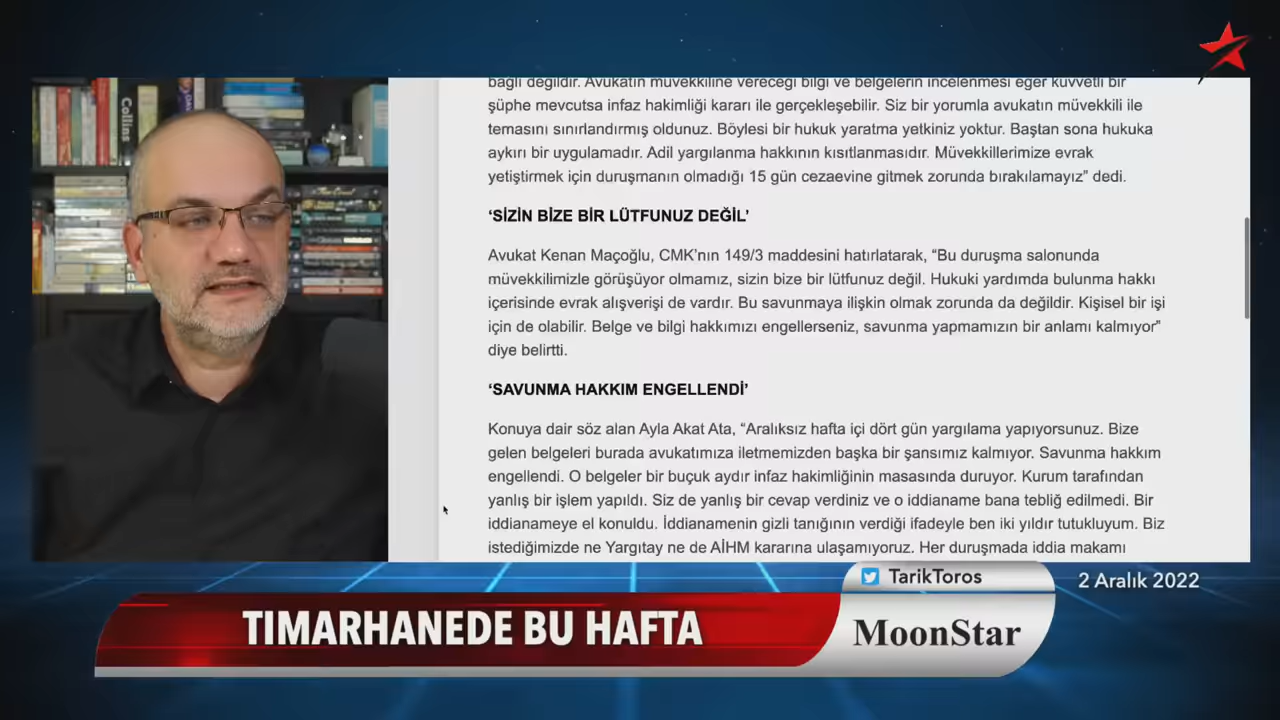 Collins
bağlı değildir. Avukatın müvekkiline vereceği bilgi ve belgelerin incelenmesi eğer kuvvetli bir
şüphe mevcutsa infaz hakimliği kararı ile gerçekleşebilir. Siz bir yorumla avukatın müvekkili ile
temasını sınırlandırmış oldunuz. Böylesi bir hukuk yaratma yetkiniz yoktur. Baştan sona hukuka
aykırı bir uygulamadır. Adil yargılanma hakkının kısıtlanmasıdır. Müvekkillerimize evrak
yetiştirmek için duruşmanın olmadığı 15 gün cezaevine gitmek zorunda bırakılamayız” dedi.
‘SİZİN BİZE BİR LÜTFUNUZ DEĞİL’
Avukat Kenan Maçoğlu, CMK’nın 149/3 maddesini hatırlatarak, “Bu duruşma salonunda
müvekkilimizle görüşüyor olmamız, sizin bize bir lütfunuz değil. Hukuki yardımda bulunma hakkı
içerisinde evrak alışverişi de vardır. Bu savunmaya ilişkin olmak zorunda da değildir. Kişisel bir işi
için de olabilir. Belge ve bilgi hakkımızı engellerseniz, savunma yapmamızın bir anlamı kalmıyor”
diye belirtti.
‘SAVUNMA HAKKIM ENGELLENDİ’
Konuya dair söz alan Ayla Akat Ata, “Aralıksız hafta içi dört gün yargılama yapıyorsunuz. Bize
gelen belgeleri burada avukatımıza iletmemizden başka bir şansımız kalmıyor. Savunma hakkım
engellendi. O belgeler bir buçuk aydır infaz hakimliğinin masasında duruyor. Kurum tarafından
yanlış bir işlem yapıldı. Siz de yanlış bir cevap verdiniz ve o iddianame bana tebliğ edilmedi. Bir
iddianameye el konuldu. İddianamenin gizli tanığının verdiği ifadeyle ben iki yıldır tutukluyum. Biz
istediğimizde ne Yargıtay ne de AİHM kararına ulaşamıyoruz. Her duruşmada iddia makamı
TarikToros
2 Aralık 2022
TIMARHANEDE BU HAFTA
MoonStar